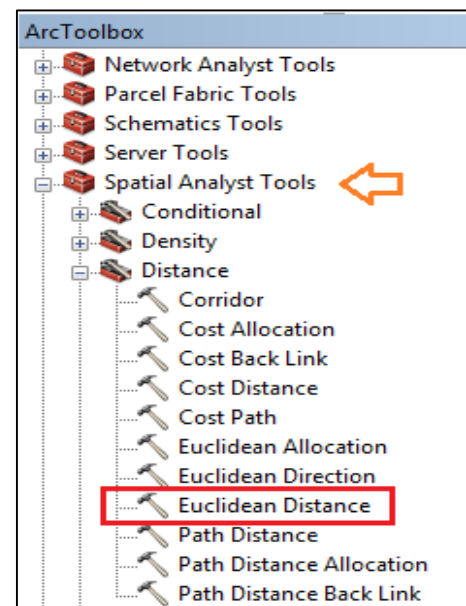 ArcToolbox
Network Analyst Tools
Parcel Fabric Tools
Schematics Tools
Server Tools
Spatial Analyst Tools
Conditional
Density
Distance
Corridor
Cost Allocation
Cost Back Link
Cost Distance
Cost Path
Euclidean Allocation
Euclidean Direction
Euclidean Distance
Path Distance
Path Distance Allocation
Path Distance Back Link